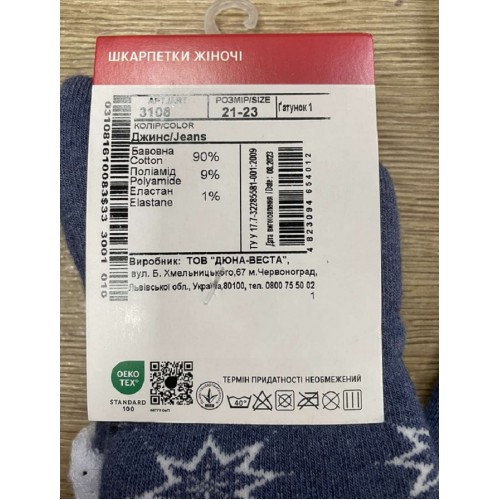 ШКАРПЕТКИ ЖІНОЧІ
АРТ./ART РОЗМІР/SIZE
3108 21-23 Ґатунок 1
КОЛІР/COLOR
Джинс/Jeans
Бавовна
Cotton 90%
Поліамід 9%
Polyamide
Еластан
Elastane 1%
ТУ У 17.7-32285581-001:2009
Дата виготовлення /Date: 08.2023
4 823094 654012
Виробник: ТОВ "ДЮНА-ВЕСТА",
вул. Б. Хмельницького,67 м.Червоноград,
Львівської обл., Україна,80100, тел. 0800 75 50 02
1
OEKO
TEX®
STANDARD
100
ТЕРМІН ПРИДАТНОСТІ НЕОБМЕЖЕНИЙ
40°